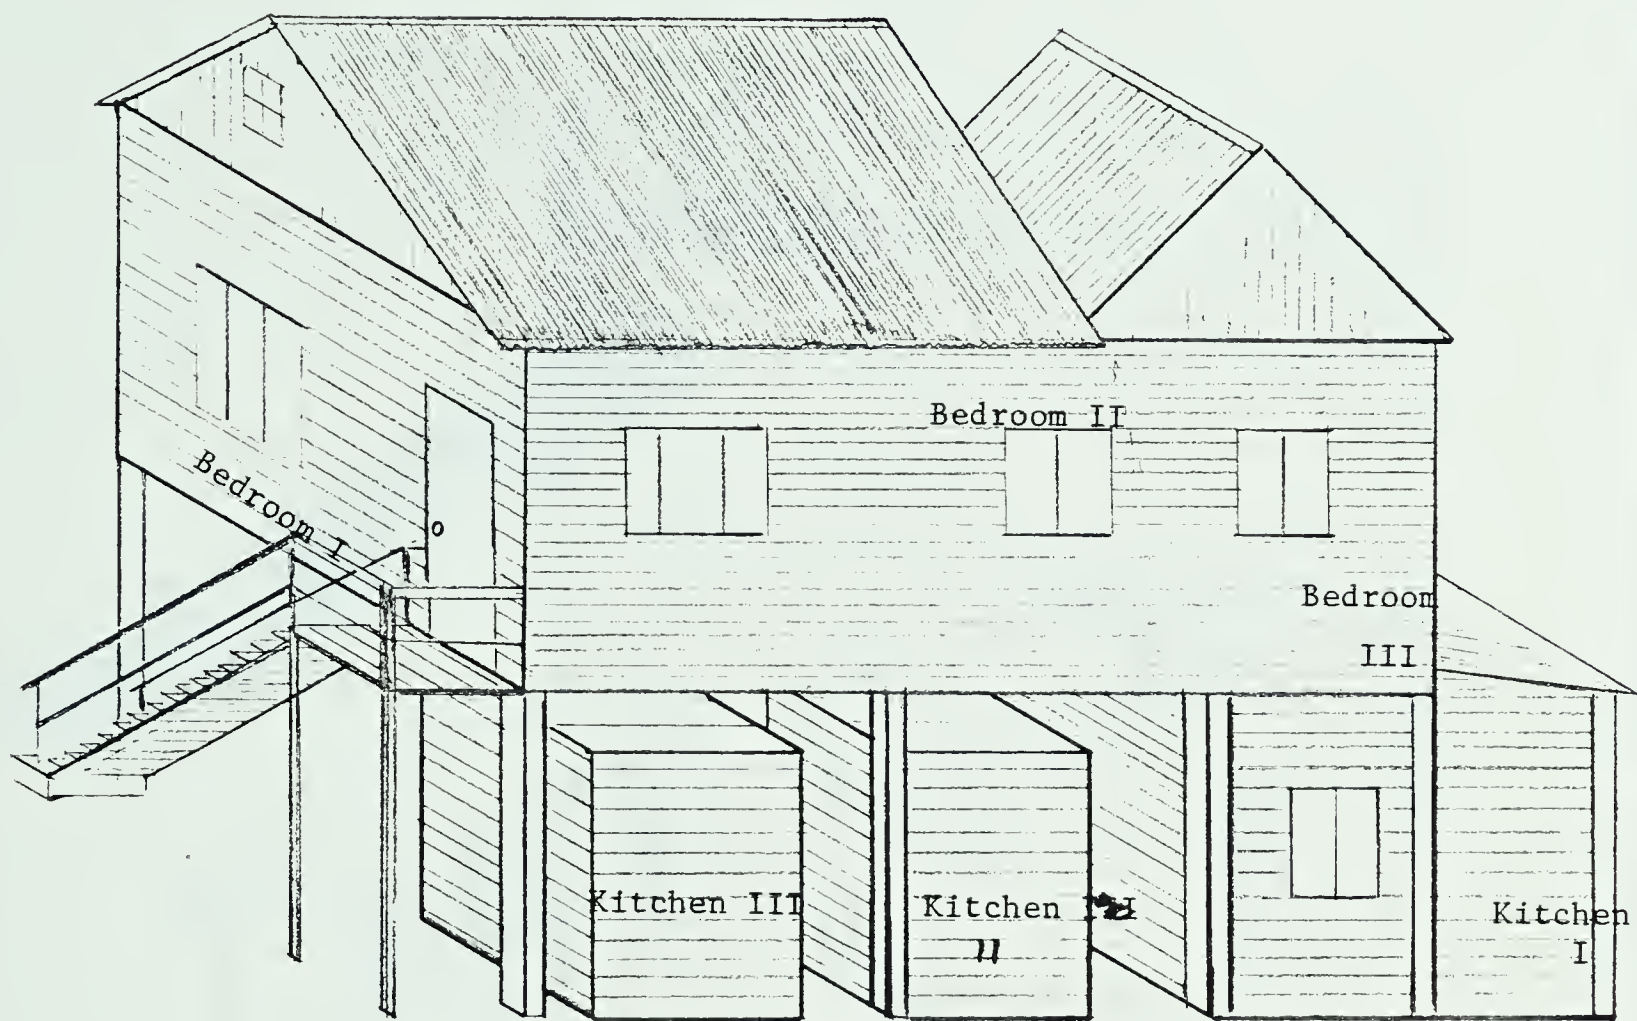 Bedroom II
Bedroom I
Bedroom
III
Kitchen III
Kitchen
II
Kitchen
I